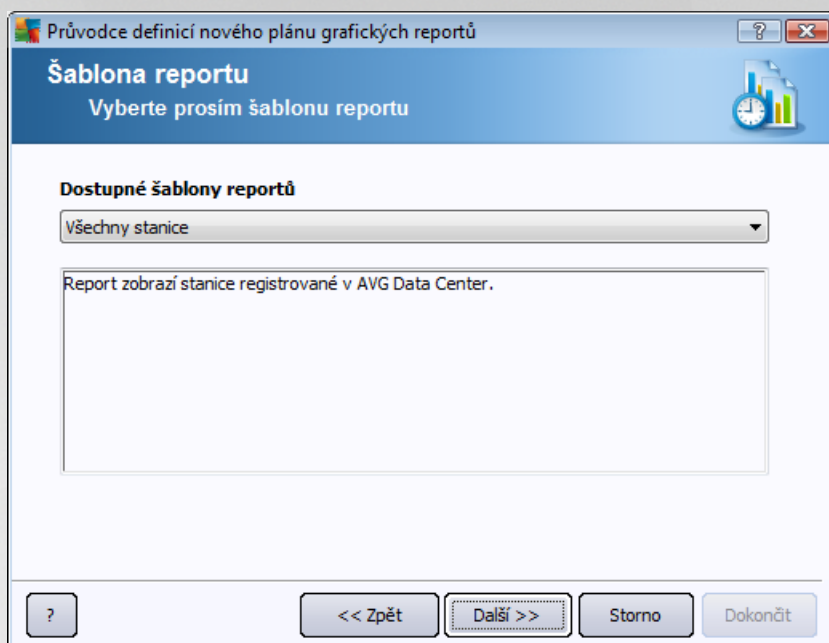 Průvodce definicí nového plánu grafických reportů
?
Šablona reportu
Vyberte prosím šablonu reportu
Dostupné šablony reportů
Všechny stanice
Report zobrazí stanice registrované v AVG Data Center.
?
<< Zpět
Další >>
Storno
Dokončit